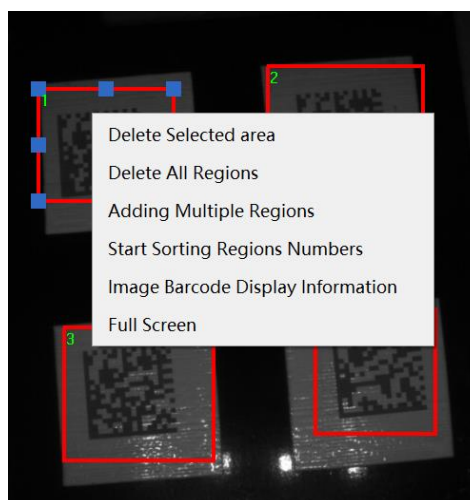 1
2
Delete Selected area
Delete All Regions
Adding Multiple Regions
Start Sorting Regions Numbers
Image Barcode Display Information
Full Screen
3